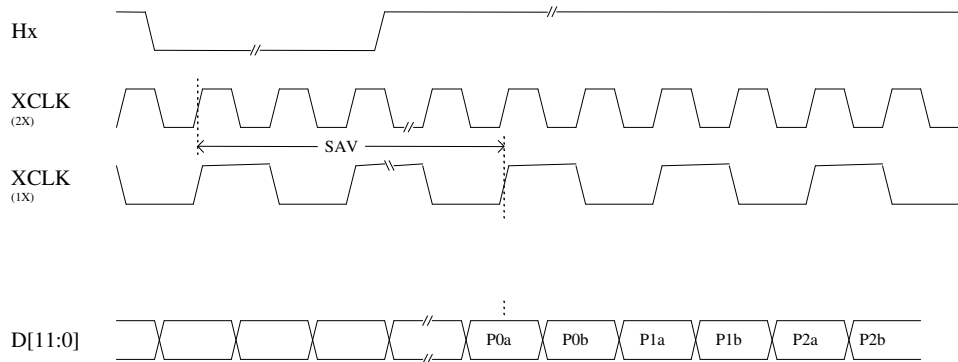 Hx
XCLK
(2X)
SAV
XCLK
(1X)
D[11:0]
P0a P0b P1a P1b P2a P2b